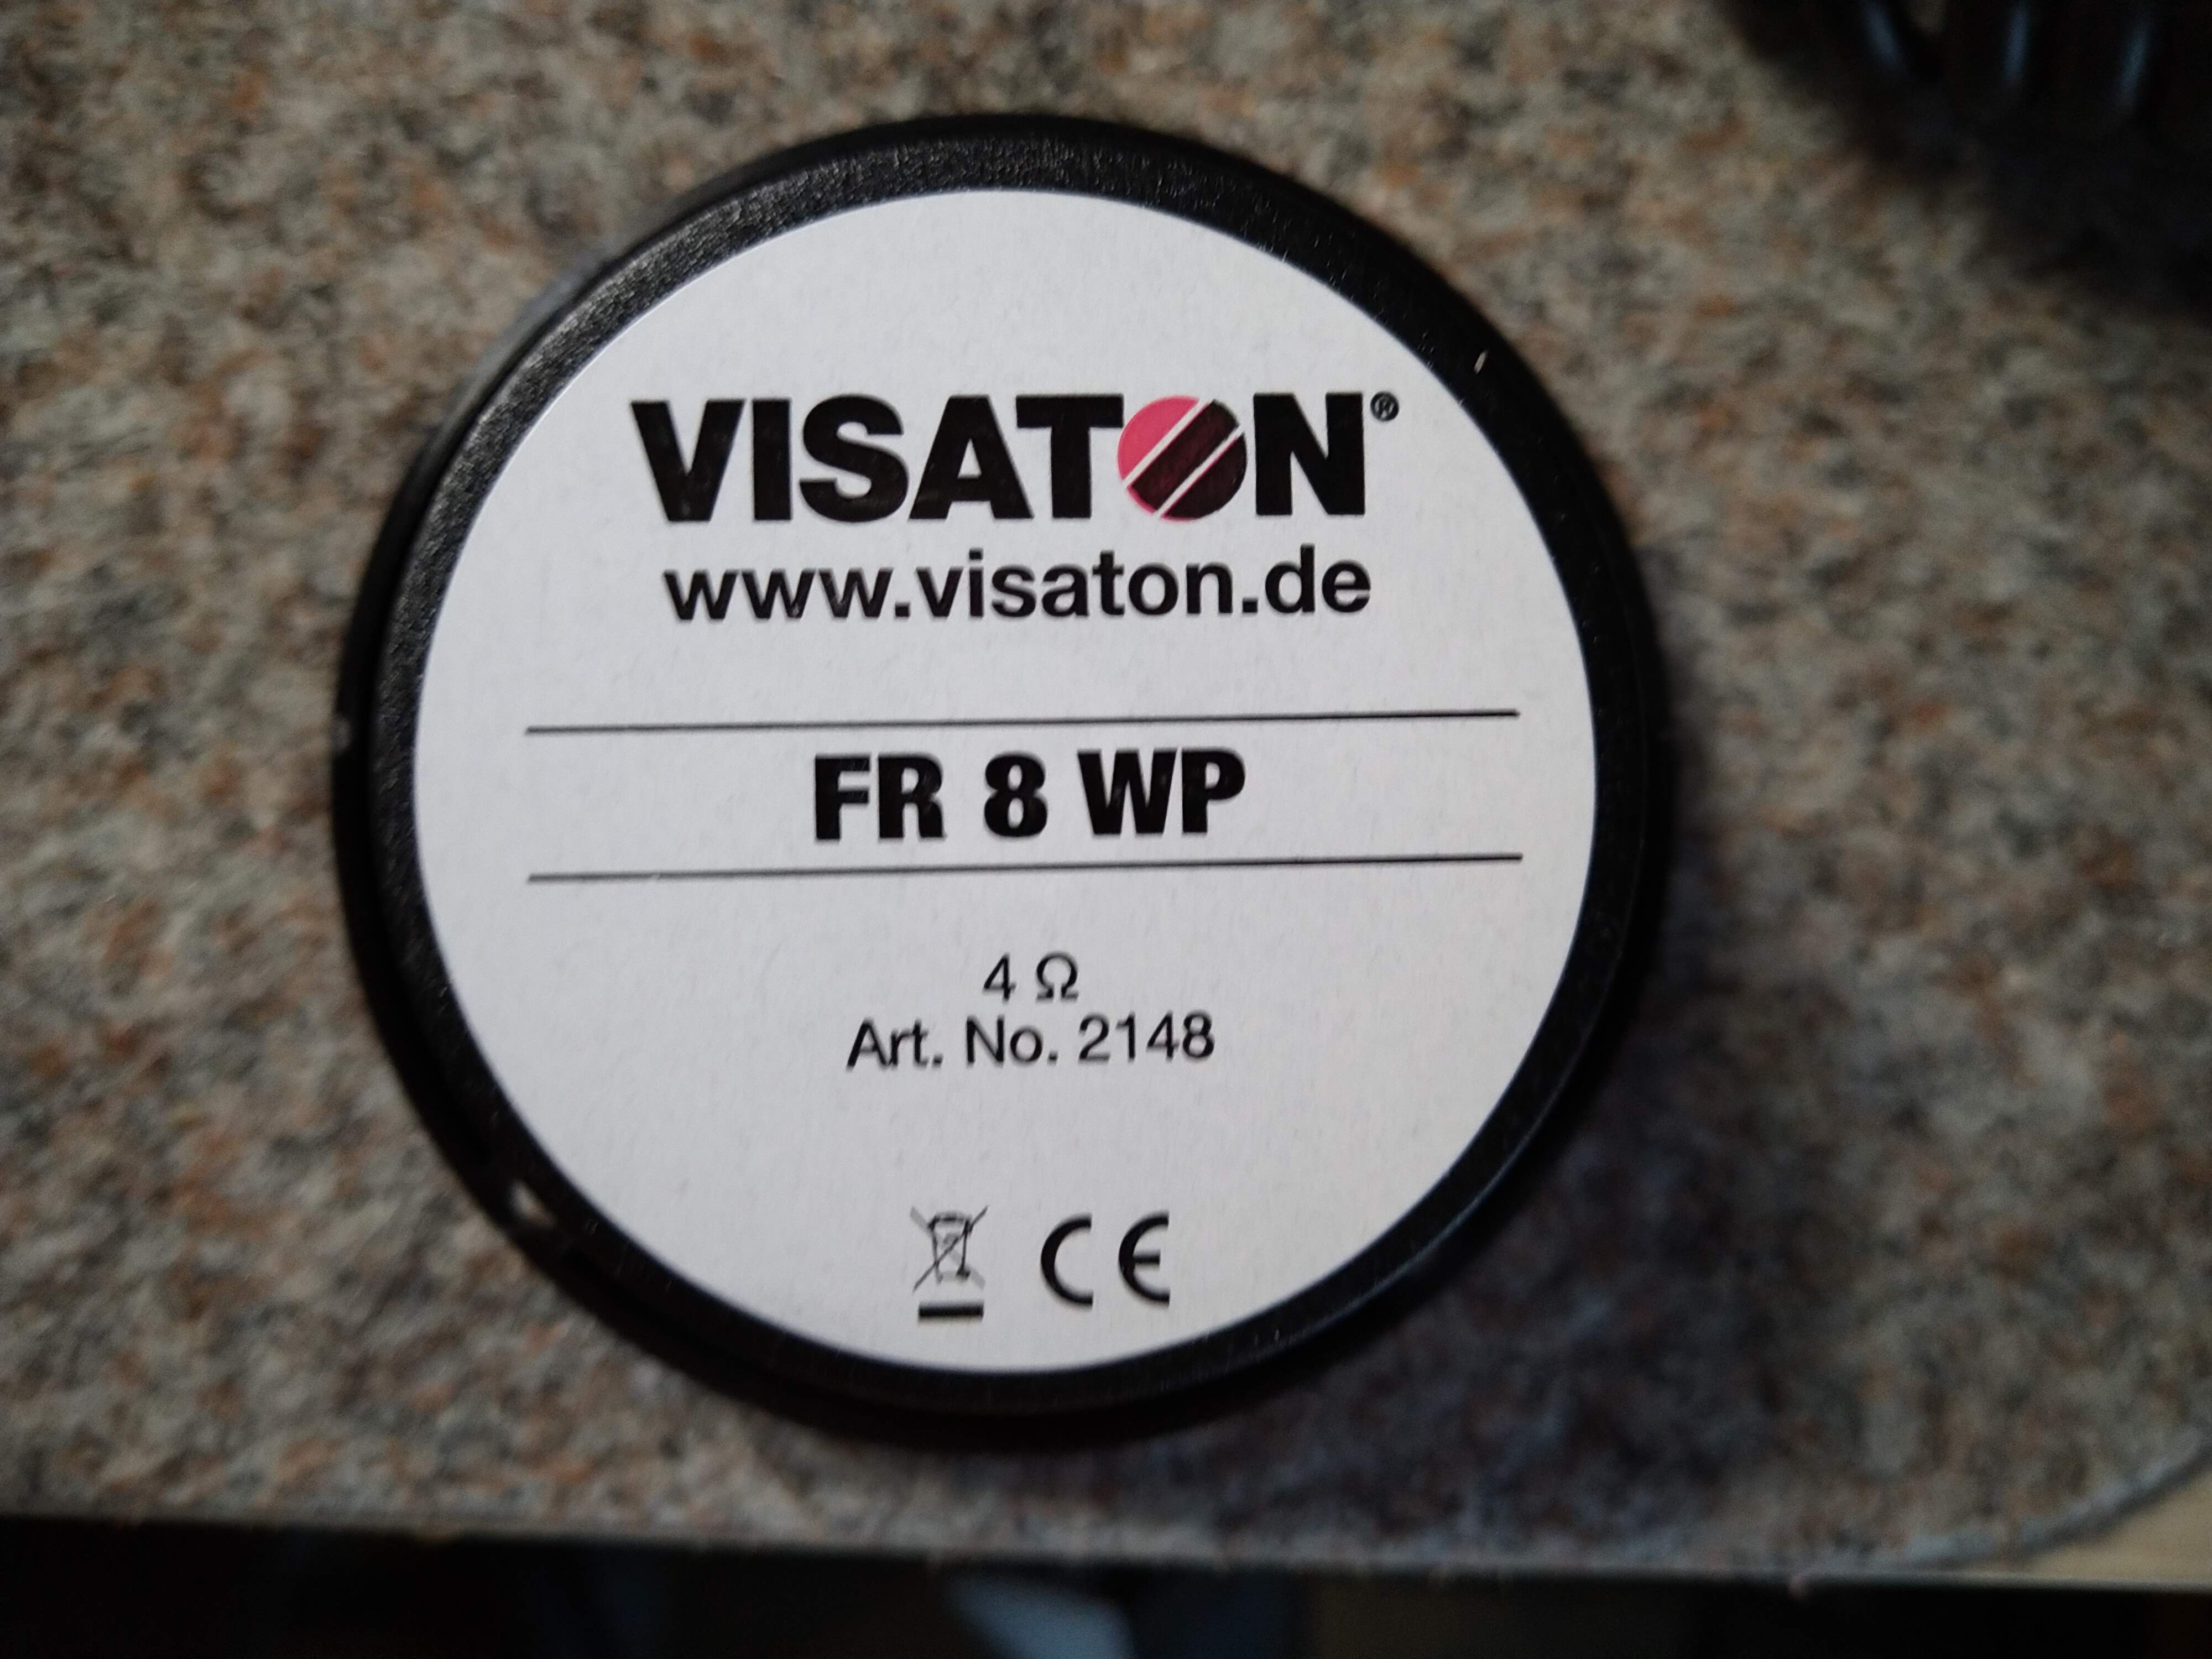 VISATON®
www.visaton.de
FR 8 WP
4 Ω
Art. No. 2148
CE